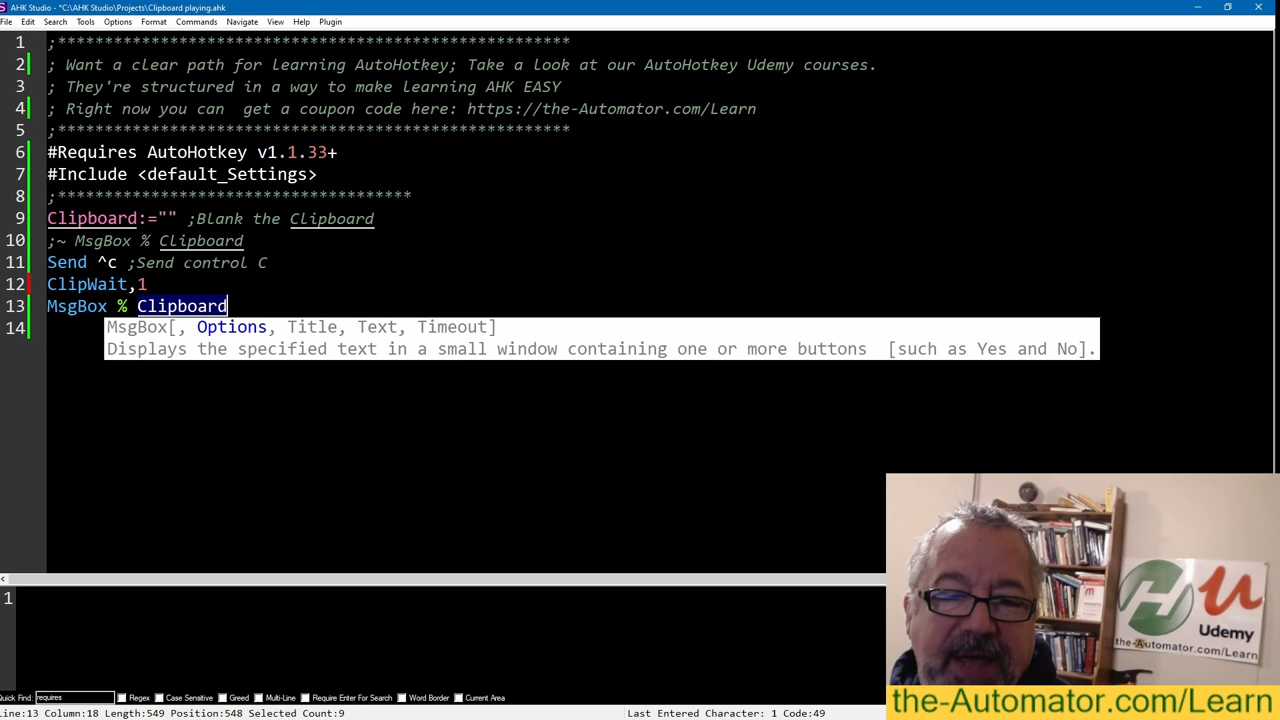 AHK Studio - *C:\AHK Studio\Projects\Clipboard playing.ahk
File Edit Search Tools Options Format Commands Navigate View Help Plugin
1 ;*********************************************************
2 ; Want a clear path for learning AutoHotkey; Take a look at our AutoHotkey Udemy courses.
3 ; They're structured in a way to make learning AHK EASY
4 ; Right now you can  get a coupon code here: https://the-Automator.com/Learn
5 ;*********************************************************
6 #Requires AutoHotkey v1.1.33+
7 #Include <default_Settings>
8 ;***************************************
9 Clipboard:="" ;Blank the Clipboard
10 ;~ MsgBox % Clipboard
11 Send ^c ;Send control C
12 ClipWait,1
13 MsgBox % Clipboard
14 MsgBox[, Options, Title, Text, Timeout]
Displays the specified text in a small window containing one or more buttons  [such as Yes and No].
1
H u
Udemy
the-Automator.com/Learn
the-Automator.com/Learn
Quick Find: requires Regex Case Sensitive Greed Multi-Line Require Enter For Search Word Border Current Area
Line:13 Column:18 Length:549 Position:548 Selected Count:9 Last Entered Character: 1 Code:49